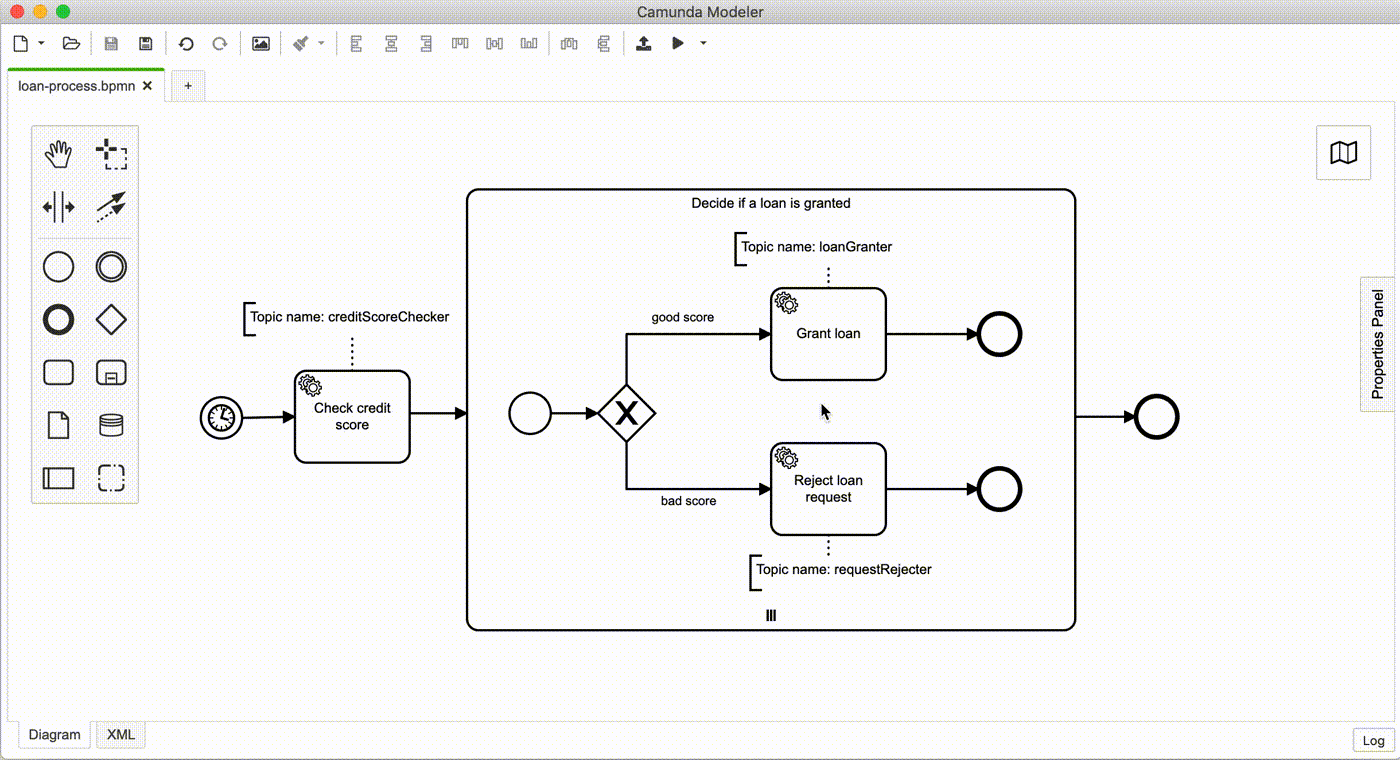 Camunda Modeler
loan-process.bpmn
+
Decide if a loan is granted
Topic name: loanGranter
Topic name: creditScoreChecker
good score
Grant loan
Check credit
score
Reject loan
request
bad score
Topic name: requestRejecter
Properties Panel
Diagram
XML
Log